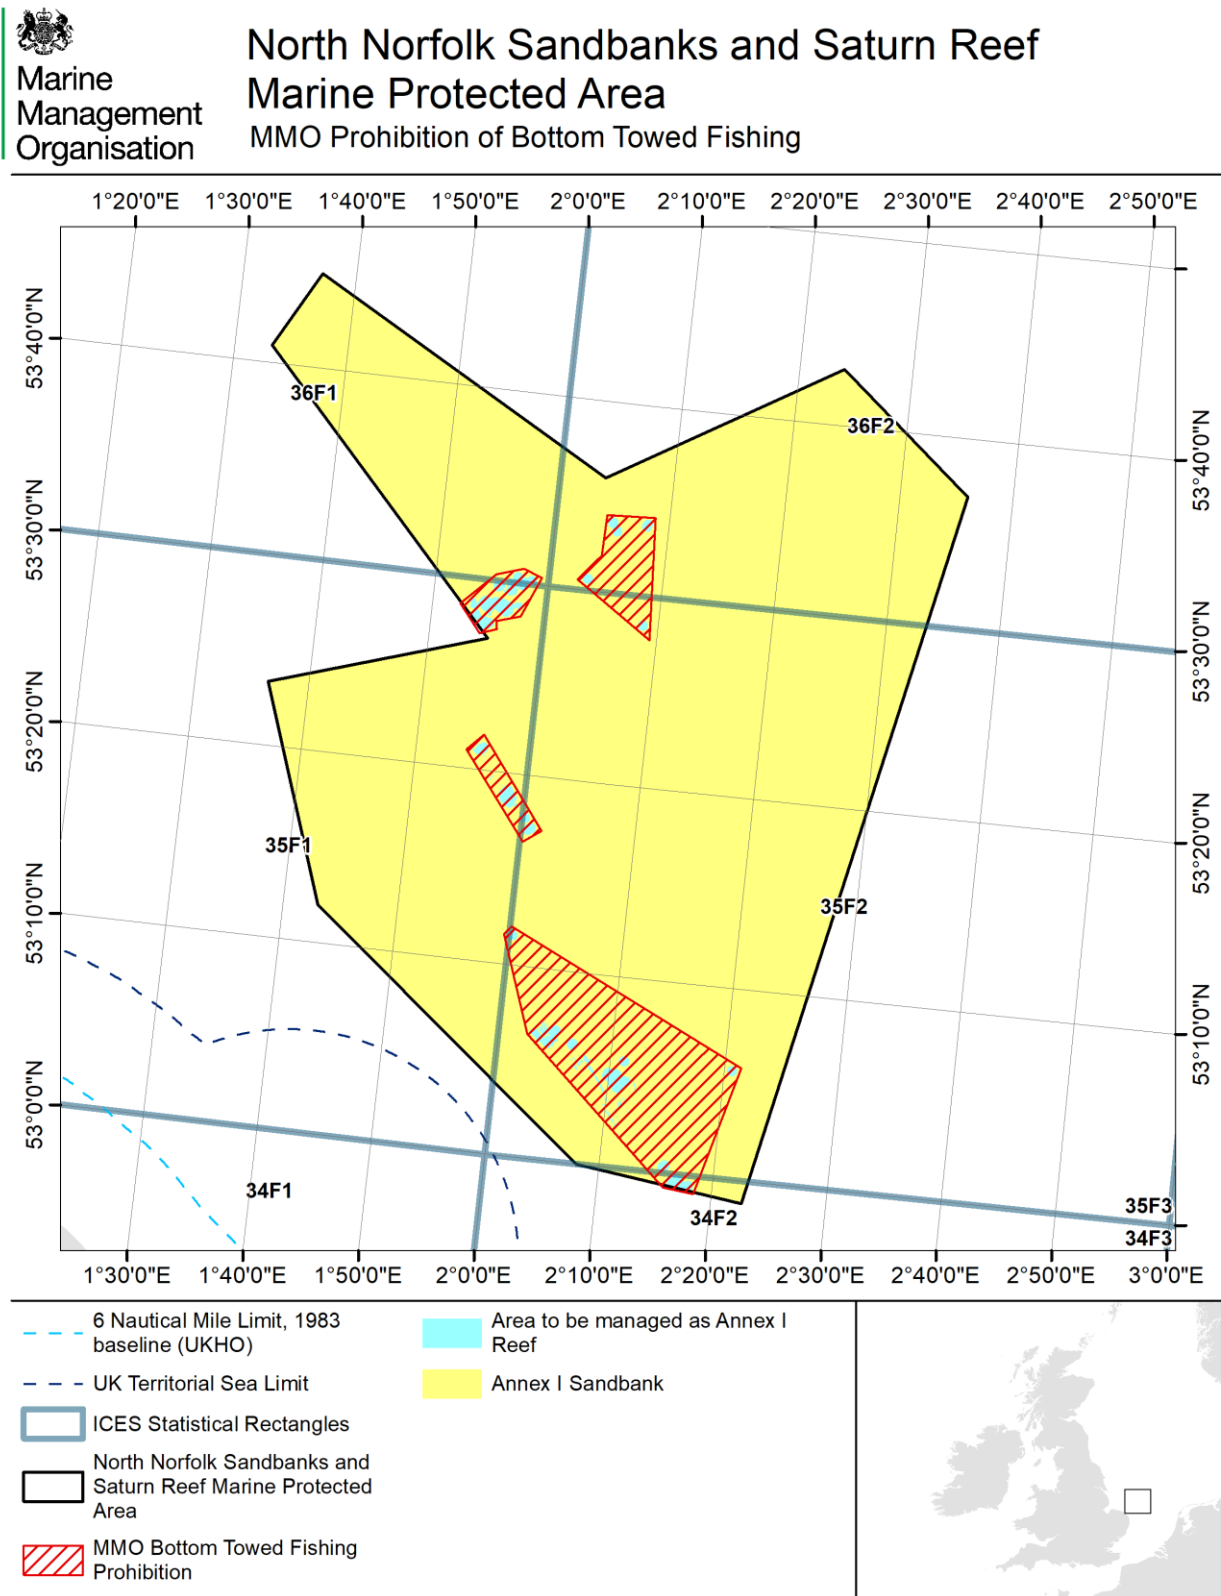 Marine
Management
Organisation
North Norfolk Sandbanks and Saturn Reef
Marine Protected Area
MMO Prohibition of Bottom Towed Fishing
1°20'0"E 1°30'0"E 1°40'0"E 1°50'0"E 2°0'0"E 2°10'0"E 2°20'0"E 2°30'0"E 2°40'0"E 2°50'0"E
53°40'0"N
53°30'0"N
53°20'0"N
53°10'0"N
53°0'0"N
36F1
36F2
35F1
35F2
34F1
34F2
35F3
34F3
53°40'0"N
53°30'0"N
53°20'0"N
53°10'0"N
1°30'0"E 1°40'0"E 1°50'0"E 2°0'0"E 2°10'0"E 2°20'0"E 2°30'0"E 2°40'0"E 2°50'0"E 3°0'0"E
6 Nautical Mile Limit, 1983
baseline (UKHO)
UK Territorial Sea Limit
ICES Statistical Rectangles
North Norfolk Sandbanks and
Saturn Reef Marine Protected
Area
MMO Bottom Towed Fishing
Prohibition
Area to be managed as Annex I
Reef
Annex I Sandbank